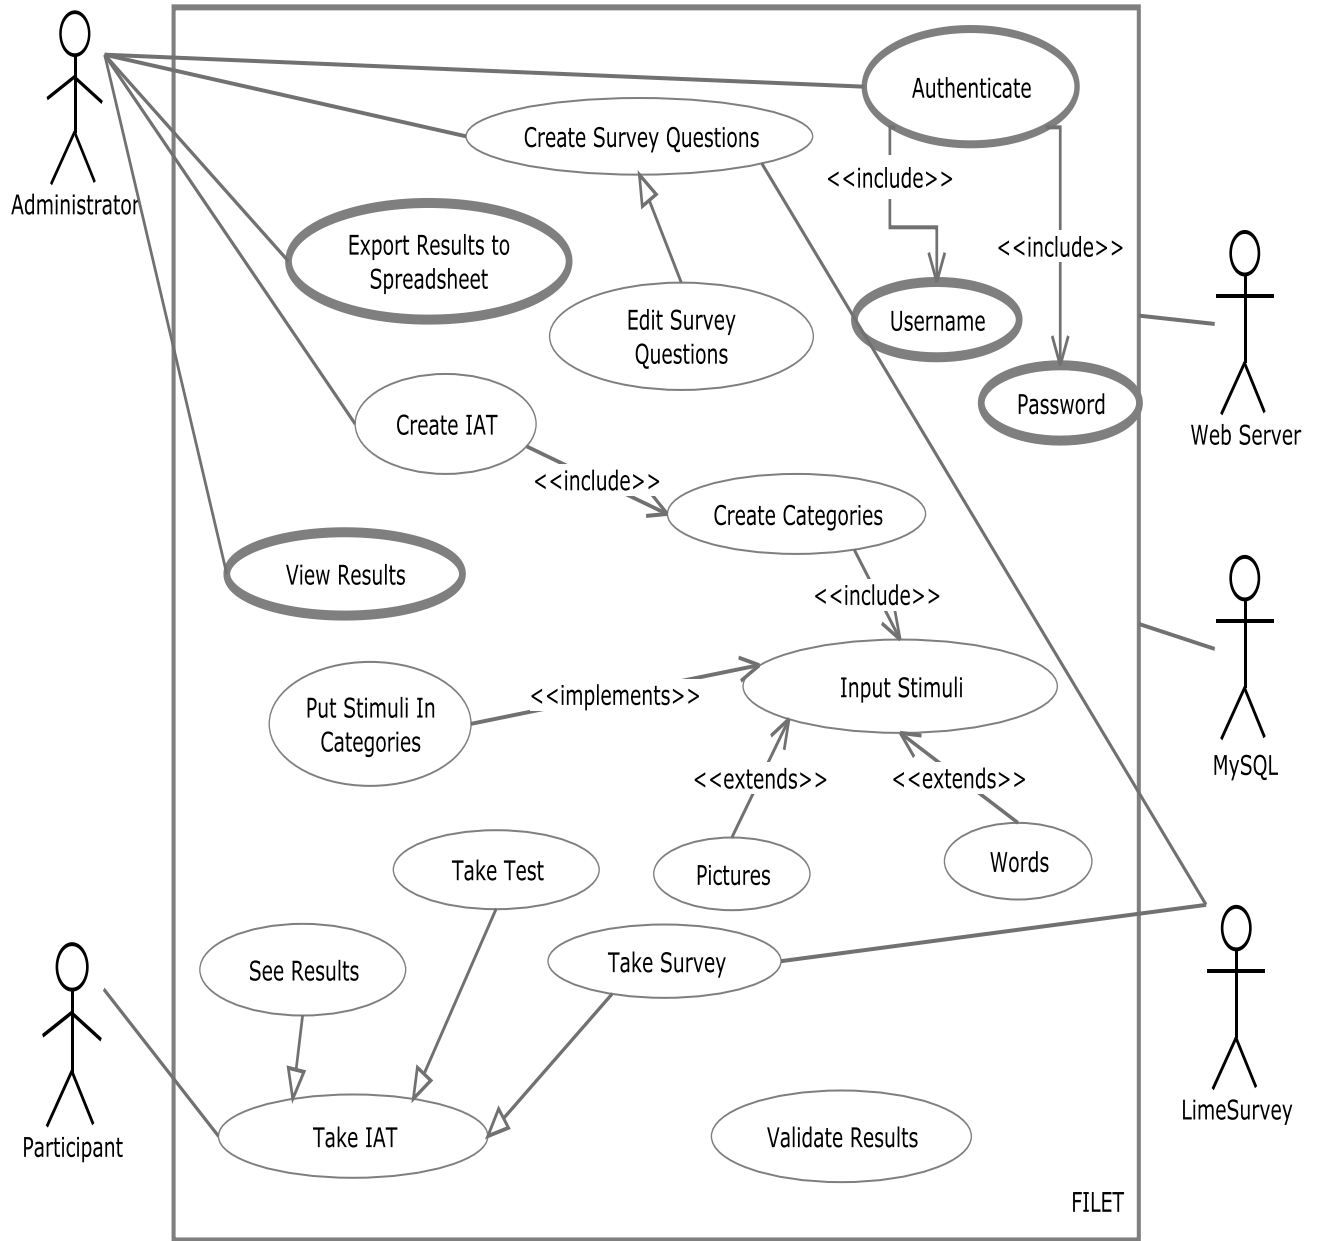 Authenticate
Create Survey Questions
<<include>>
Administrator
Export Results to
Spreadsheet
<<include>>
Edit Survey
Questions
Username
Password
Web Server
Create IAT
<<include>>
Create Categories
View Results
<<include>>
Input Stimuli
<<implements>>
Put Stimuli In
Categories
MySQL
<<extends>>
<<extends>>
Take Test
Pictures
Words
See Results
Take Survey
LimeSurvey
Participant
Take IAT
Validate Results
FILET